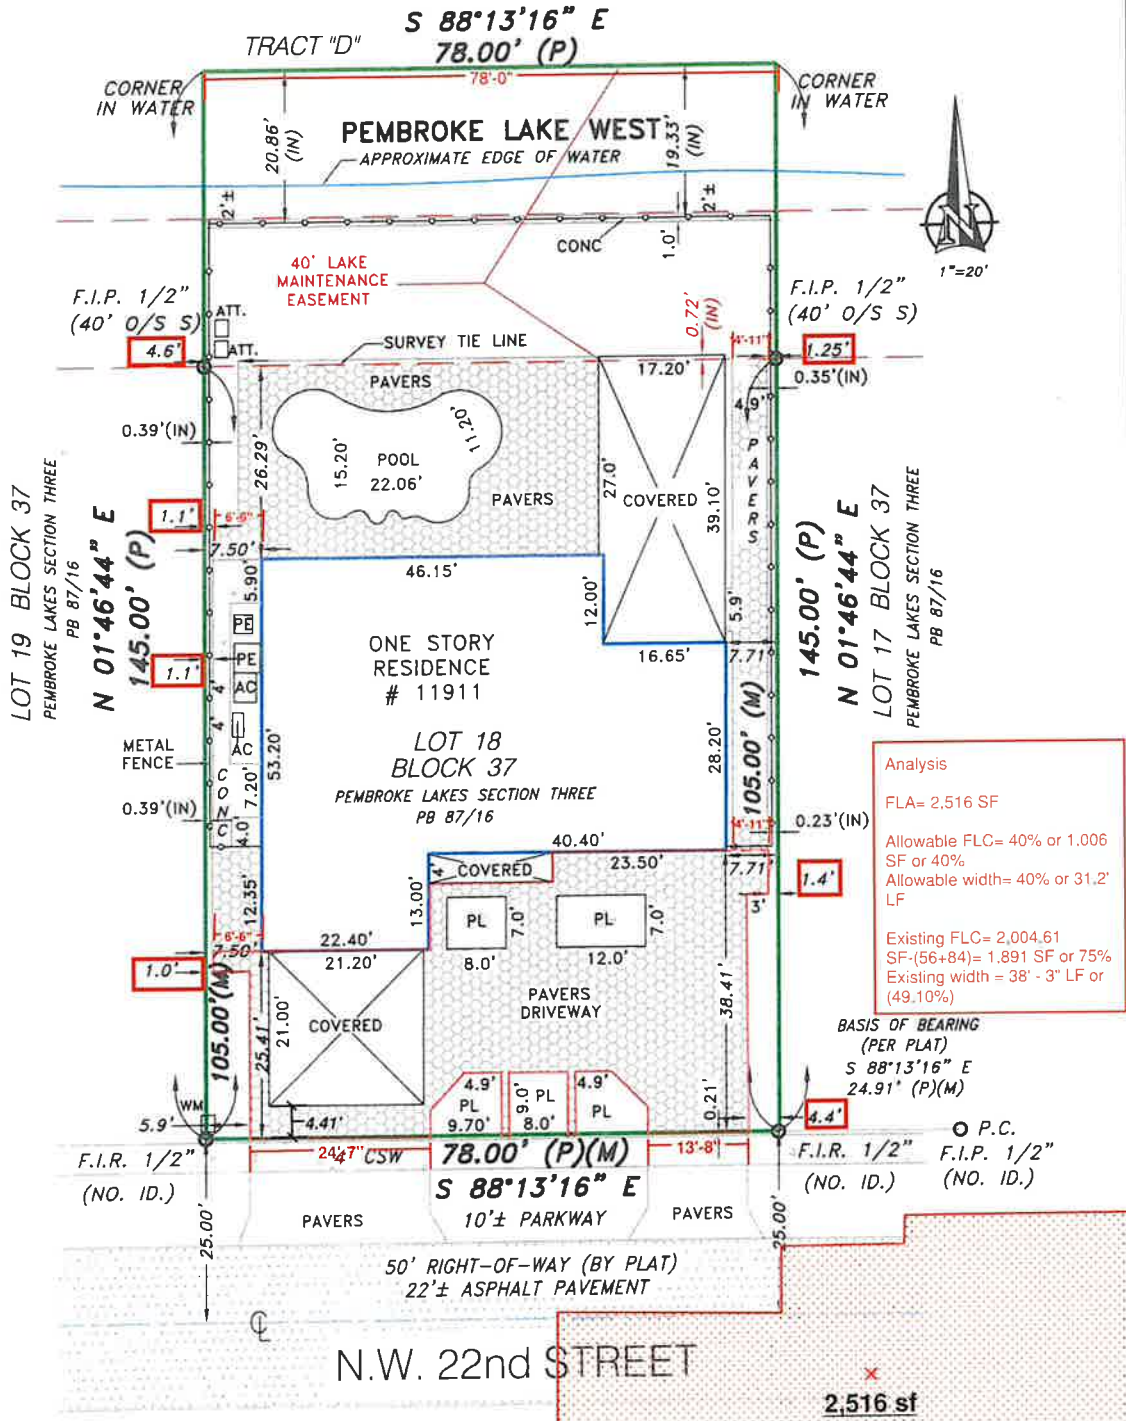 S 88°13'16" E
TRACT "D"
78.00' (P)
78'-0"
CORNER
IN WATER
CORNER
IN WATER
20.86'
(IN)
PEMBROKE LAKE WEST
19.33'
(IN)
APPROXIMATE EDGE OF WATER
2'±
2'±
CONC
1.0'
N
1"=20'
40' LAKE
MAINTENANCE
EASEMENT
F.I.P. 1/2"
(40' O/S S)
F.I.P. 1/2"
(40' O/S S)
ATT.
ATT.
0.72'
(IN)
4.6'
SURVEY TIE LINE
4'-11"
1.25'
17.20'
0.35'(IN)
PAVERS
4.9'
0.39'(IN)
26.29'
15.20'
POOL
22.06'
11.20'
PAVERS
27.0'
COVERED
39.10'
PAVERS
LOT 19 BLOCK 37
PEMBROKE LAKES SECTION THREE
PB 87/16
N 01°46'44" E
145.00' (P)
145.00' (P)
N 01°46'44" E
LOT 17 BLOCK 37
PEMBROKE LAKES SECTION THREE
PB 87/16
1.1'
6'-6"
7.50'
46.15'
5.90'
12.00'
5.9'
PE
PE
AC
AC
1.1'
4'
4'
ONE STORY
RESIDENCE
# 11911
16.65'
7.71'
LOT 18
BLOCK 37
PEMBROKE LAKES SECTION THREE
PB 87/16
METAL
FENCE
53.20'
28.20'
105.00' (M)
CONC
7.20'
4.0'
0.39'(IN)
0.23'(IN)
4'-11"
Analysis
FLA= 2,516 SF
Allowable FLC= 40% or 1.006
SF or 40%
Allowable width= 40% or 31,2'
LF
Existing FLC= 2,004.61
SF-(56+84)= 1.891 SF or 75%
Existing width = 38' - 3" LF or
(49.10%)
40.40'
4'
COVERED
23.50'
7.71'
1.4'
3'
12.35'
13.00'
PL
7.0'
PL
7.0'
8.0'
12.0'
6'-6"
7.50'
22.40'
21.20'
1.0'
105.00'(M)
25.41'
21.00'
COVERED
PAVERS
DRIVEWAY
38.41'
BASIS OF BEARING
(PER PLAT)
S 88°13'16" E
24.91' (P)(M)
WM
5.9'
4.41'
4.9'
PL
9.70'
9.0'
PL
8.0'
4.9'
PL
0.21'
4.4'
P.C.
F.I.R. 1/2"
(NO. ID.)
24'-7"
4' CSW
78.00' (P)(M)
13'-8"
F.I.R. 1/2"
(NO. ID.)
F.I.P. 1/2"
(NO. ID.)
S 88°13'16" E
25.00'
PAVERS
10'± PARKWAY
PAVERS
25.00'
50' RIGHT-OF-WAY (BY PLAT)
22'± ASPHALT PAVEMENT
N.W. 22nd STREET
2,516 sf